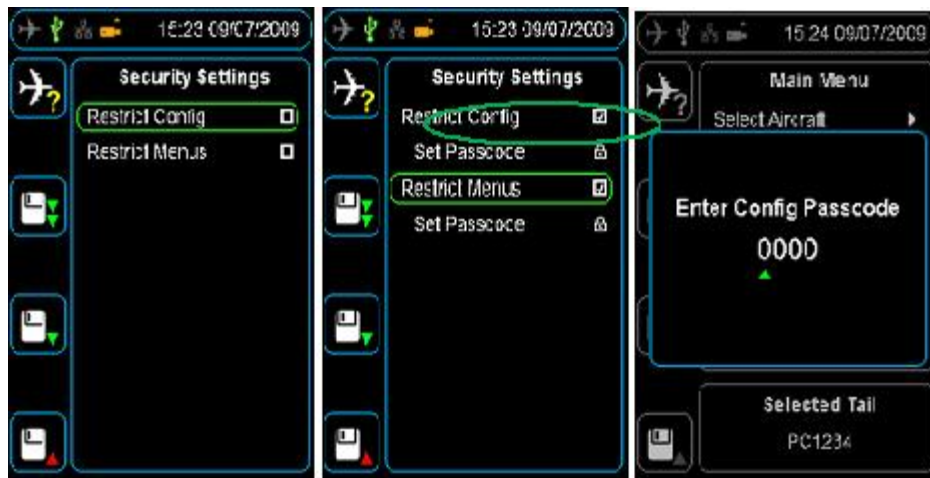 15:23 09/07/2009
Security Settings
Restrict Config
Restrict Menus
?
15:23 09/07/2009
Security Settings
Restrict Config
Set Passcode
Restrict Menus
Set Passcode
?
15:24 09/07/2009
Main Menu
Select Aircraft
?
Enter Config Passcode
0000
Selected Tail
PC1234